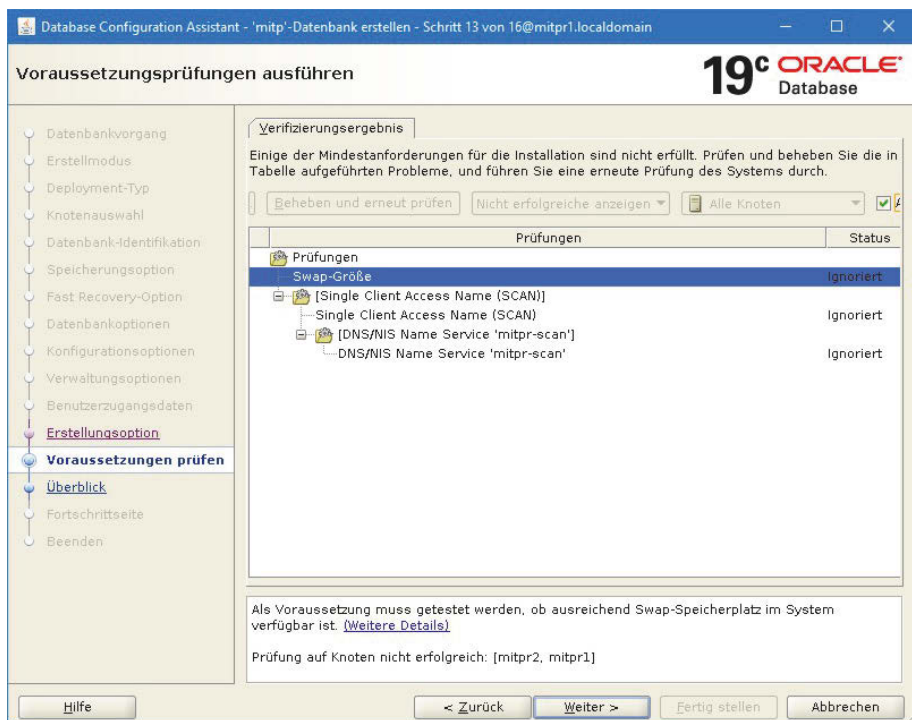 Database Configuration Assistant - 'mitp'-Datenbank erstellen - Schritt 13 von 16@mitpr1.localdomain
Voraussetzungsprüfungen ausführen
19c ORACLE
Database
Datenbankvorgang
Erstellmodus
Deployment-Typ
Knotenauswahl
Datenbank-Identifikation
Speicherungsoption
Fast Recovery-Option
Datenbankoptionen
Konfigurationsoptionen
Verwaltungsoptionen
Benutzerzugangsdaten
Erstellungsoption
Voraussetzungen prüfen
Überblick
Fortschrittseite
Beenden
Verifizierungsergebnis
Einige der Mindestanforderungen für die Installation sind nicht erfüllt. Prüfen und beheben Sie die in
Tabelle aufgeführten Probleme, und führen Sie eine erneute Prüfung des Systems durch.
Beheben und erneut prüfen Nicht erfolgreiche anzeigen Alle Knoten
Prüfungen Status
Prüfungen
Swap-Größe Ignoriert
[Single Client Access Name (SCAN)]
Single Client Access Name (SCAN) Ignoriert
[DNS/NIS Name Service 'mitpr-scan']
DNS/NIS Name Service 'mitpr-scan' Ignoriert
Als Voraussetzung muss getestet werden, ob ausreichend Swap-Speicherplatz im System
verfügbar ist. (Weitere Details)
Prüfung auf Knoten nicht erfolgreich: [mitpr2, mitpr1]
Hilfe < Zurück Weiter > Fertig stellen Abbrechen